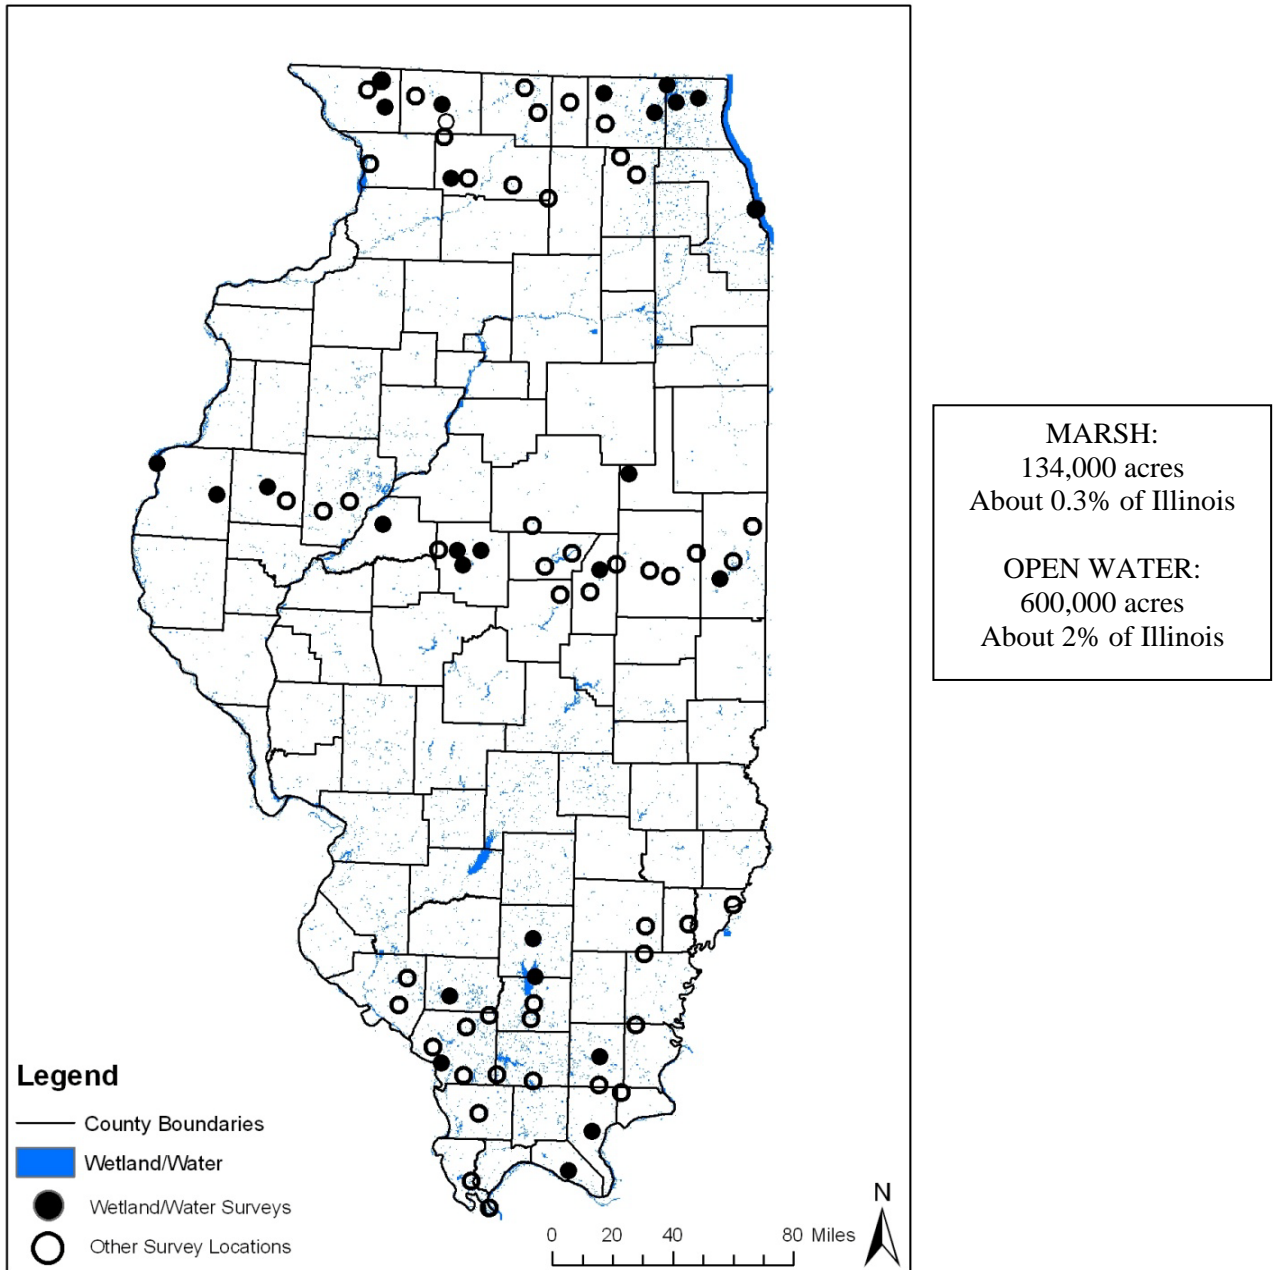 MARSH:
134,000 acres
About 0.3% of Illinois
OPEN WATER:
600,000 acres
About 2% of Illinois
Legend
County Boundaries
Wetland/Water
Wetland/Water Surveys
Other Survey Locations
0 20 40 80 Miles
N